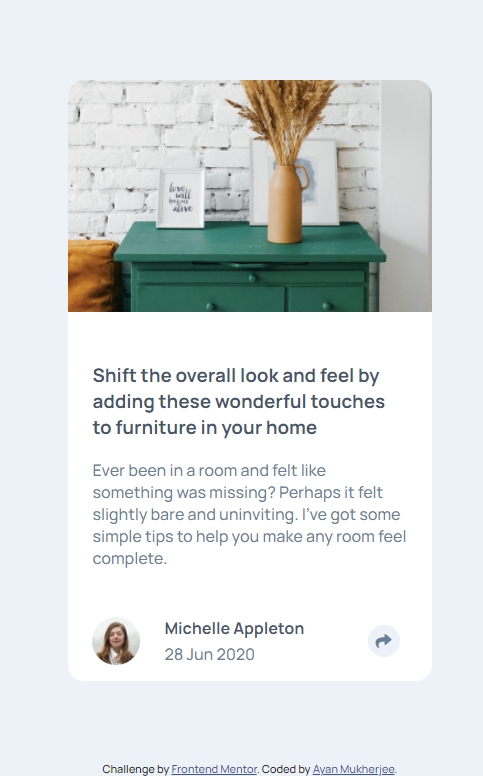 love
will
keep us
alive
Shift the overall look and feel by
adding these wonderful touches
to furniture in your home
Ever been in a room and felt like
something was missing? Perhaps it felt
slightly bare and uninviting. I've got some
simple tips to help you make any room feel
complete.
Michelle Appleton
28 Jun 2020
Challenge by Frontend Mentor. Coded by Ayan Mukherjee.